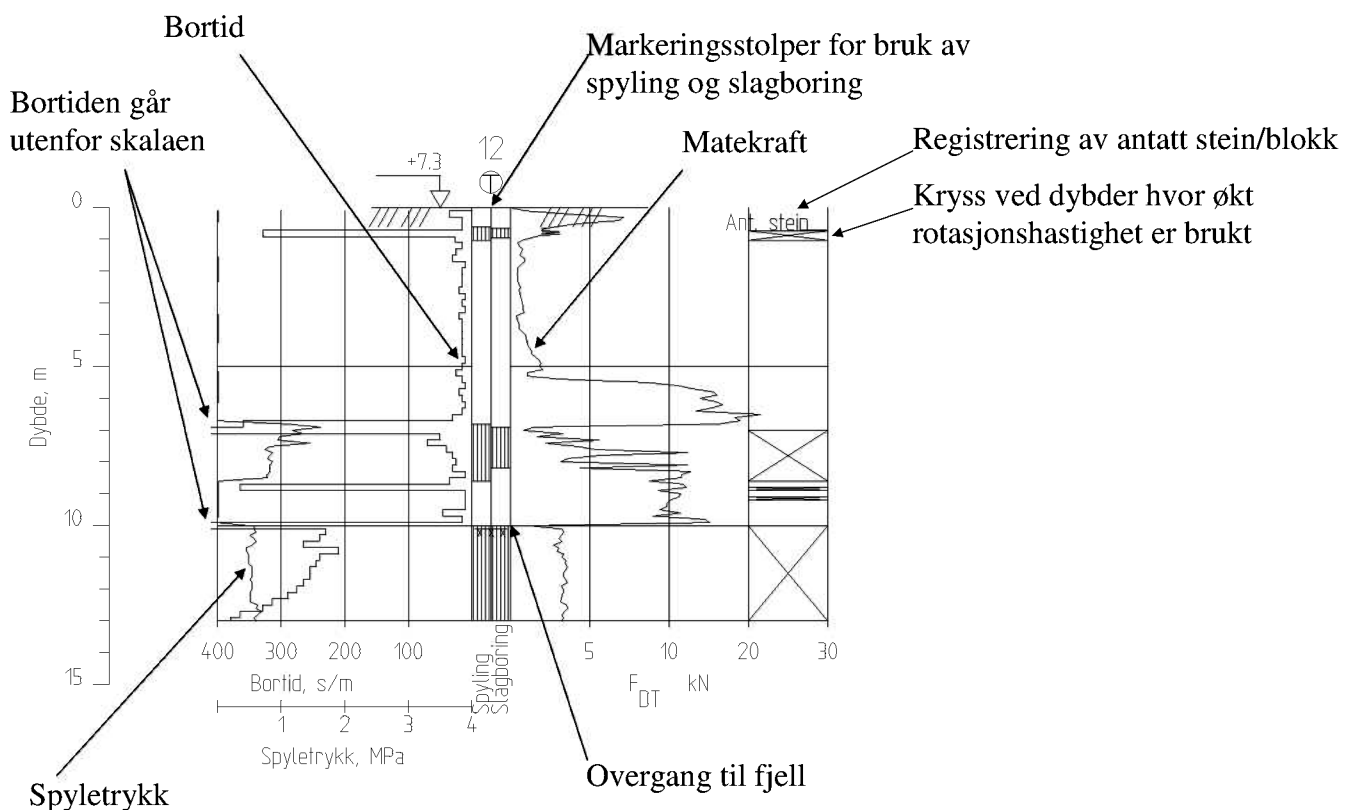 Bortid
Markeringsstolper for bruk av
spyling og slagboring
Bortiden går
utenfor skalaen
Matekraft
Registrering av antatt stein/blokk
Kryss ved dybder hvor økt
rotasjonshastighet er brukt
+7.3
12
T
Ant. stein
0
5
10
15
Dybde, m
400 300 200 100
5 10 20 30
Bortid, s/m
Spyling
Slagboring
F DT kN
1 2 3 4
Spyletrykk, MPa
Overgang til fjell
Spyletrykk